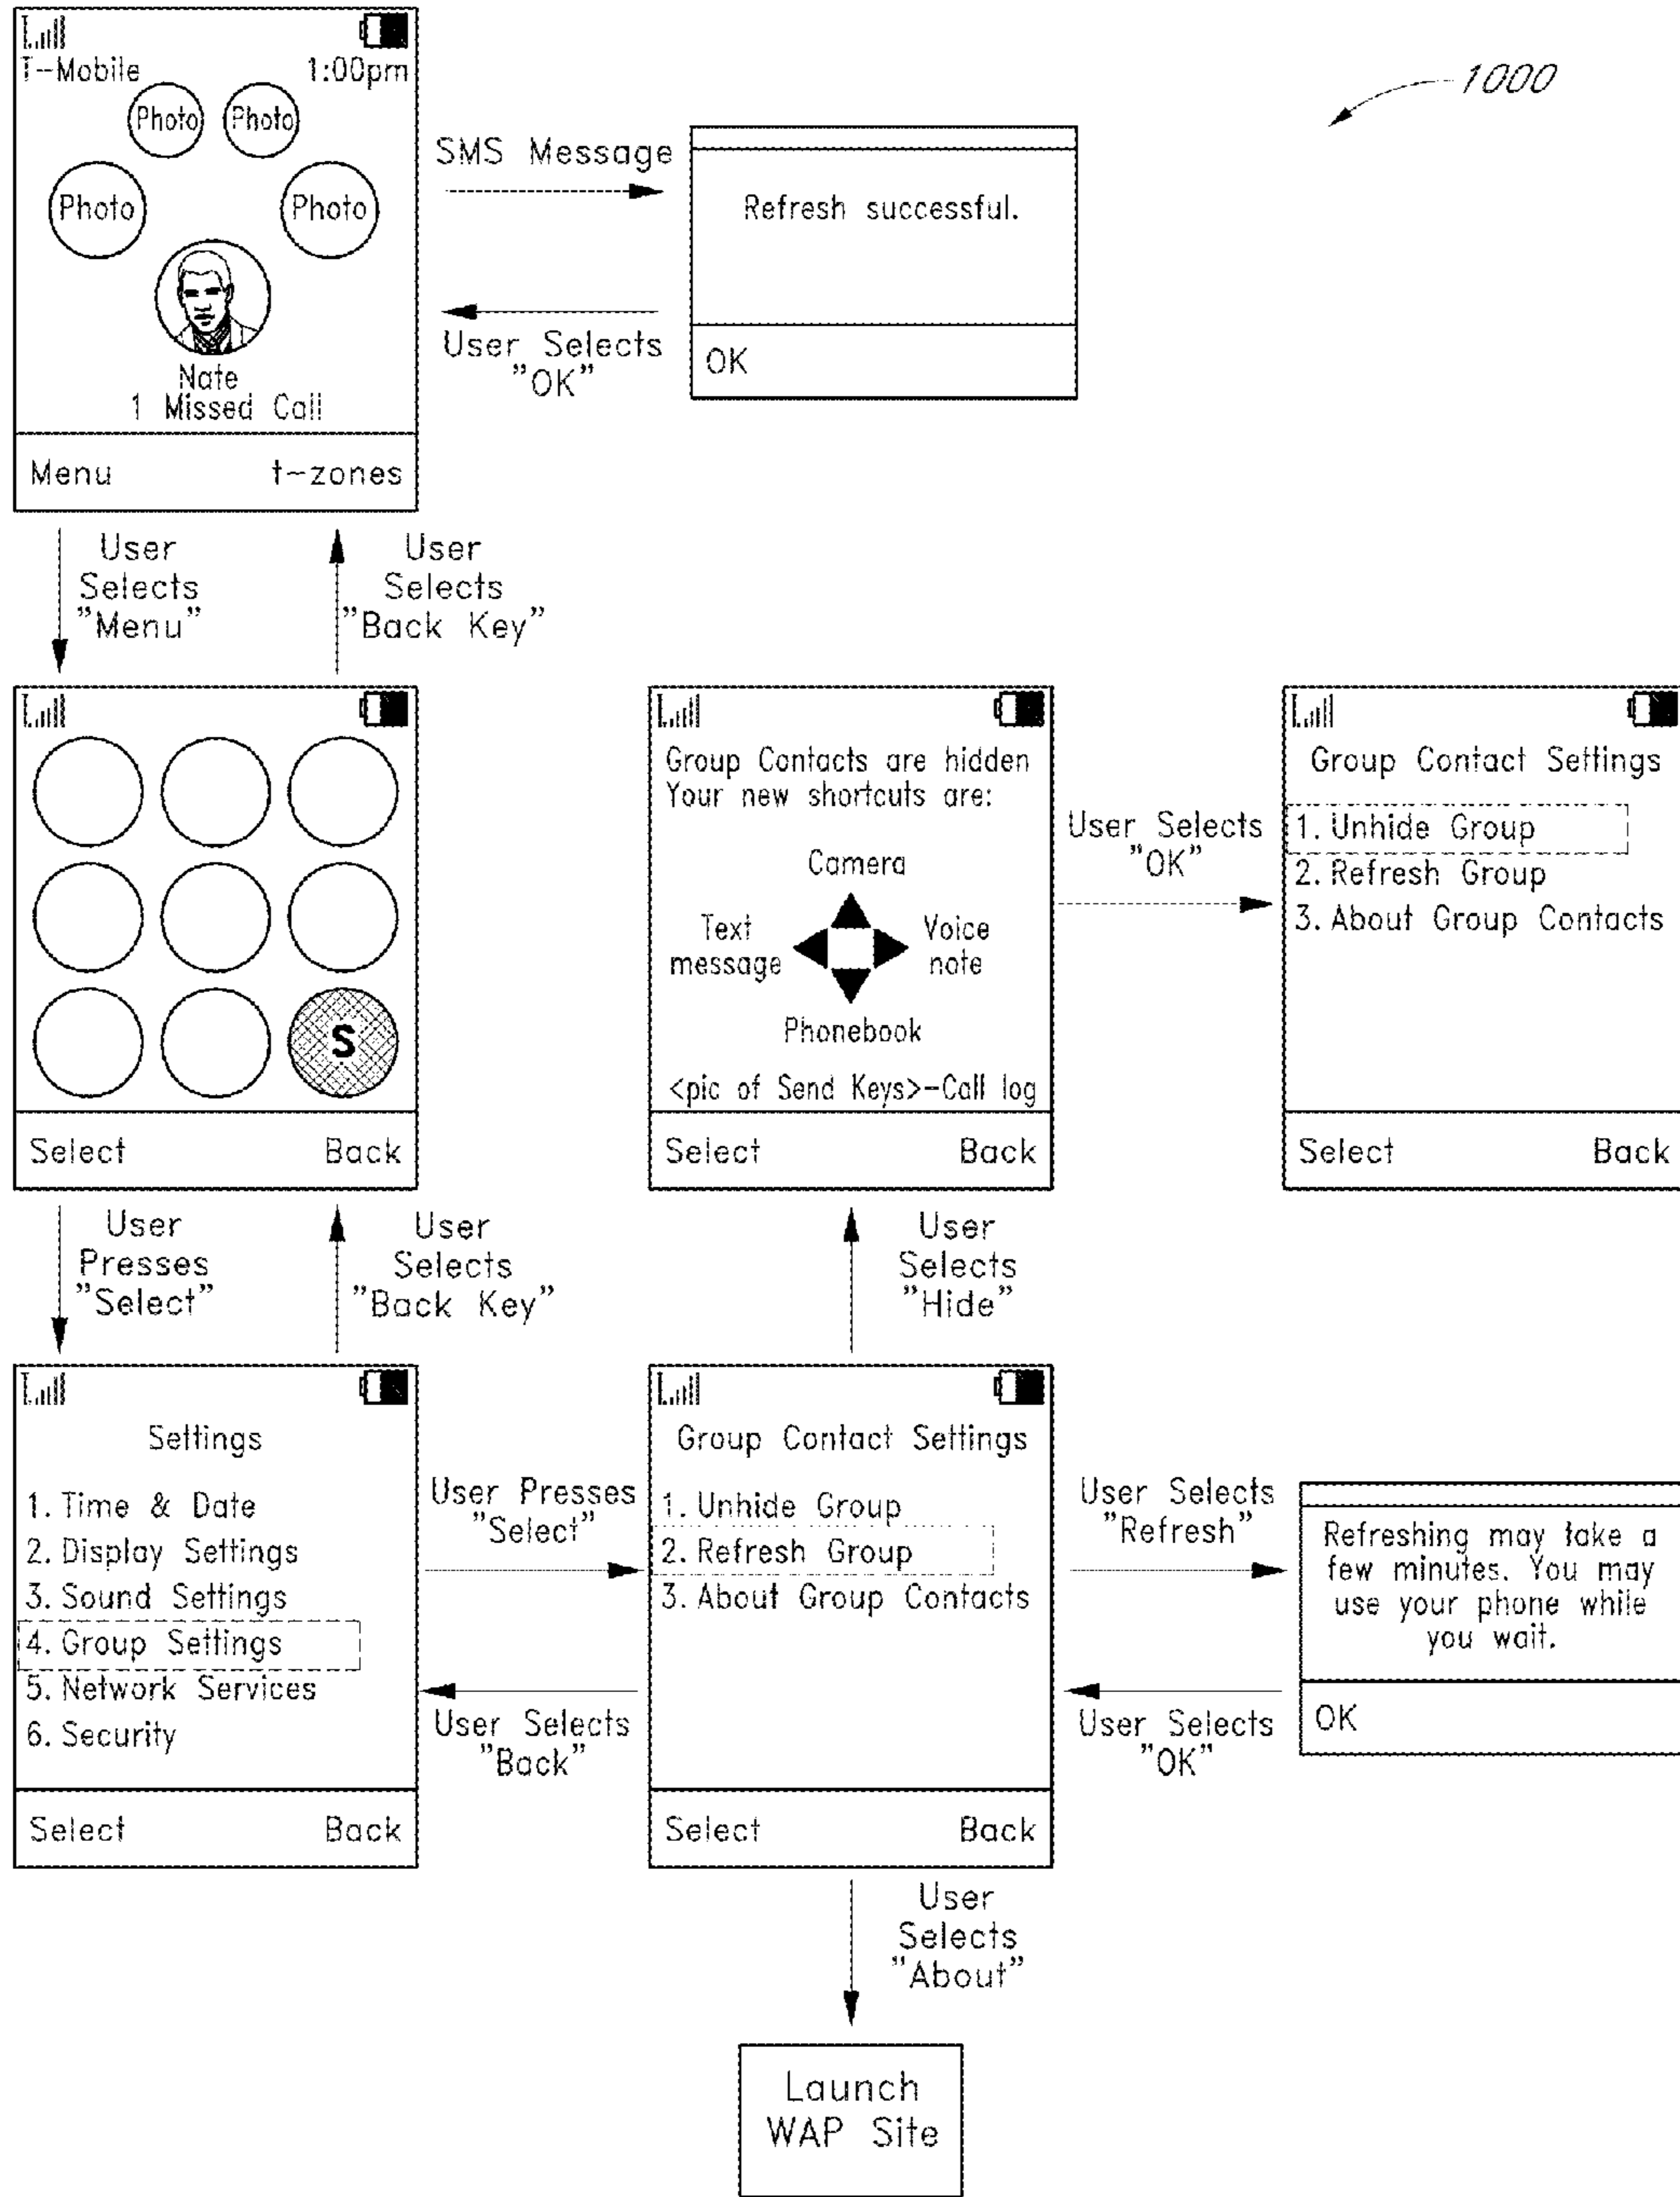 T-Mobile 1:00pm
Photo Photo
Photo Photo
Nate
1 Missed Call
Menu t-zones
SMS Message
User Selects
"OK"
Refresh successful.
OK
1000
User
Selects
"Menu"
User
Selects
"Back Key"
S
Select Back
Group Contacts are hidden
Your new shortcuts are:
Camera
Text
message
Voice
note
Phonebook
<pic of Send Keys>-Call log
Select Back
User Selects
"OK"
Group Contact Settings
1. Unhide Group
2. Refresh Group
3. About Group Contacts
Select Back
User
Presses
"Select"
User
Selects
"Back Key"
User
Selects
"Hide"
Settings
1. Time & Date
2. Display Settings
3. Sound Settings
4. Group Settings
5. Network Services
6. Security
Select Back
User Presses
"Select"
User Selects
"Back"
Group Contact Settings
1. Unhide Group
2. Refresh Group
3. About Group Contacts
Select Back
User Selects
"Refresh"
User Selects
"OK"
Refreshing may take a
few minutes. You may
use your phone while
you wait.
OK
User
Selects
"About"
Launch
WAP Site